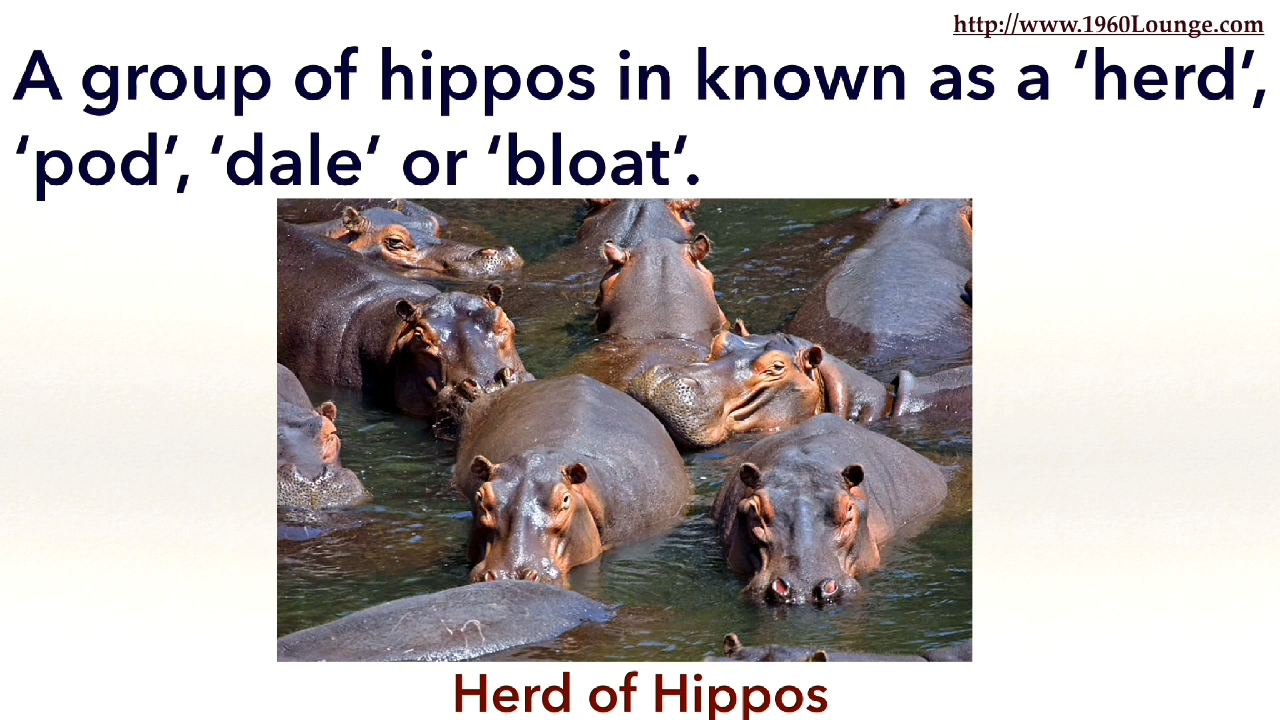 http://www.1960Lounge.com
A group of hippos in known as a ‘herd’,
‘pod’, ‘dale’ or ‘bloat’.
Herd of Hippos